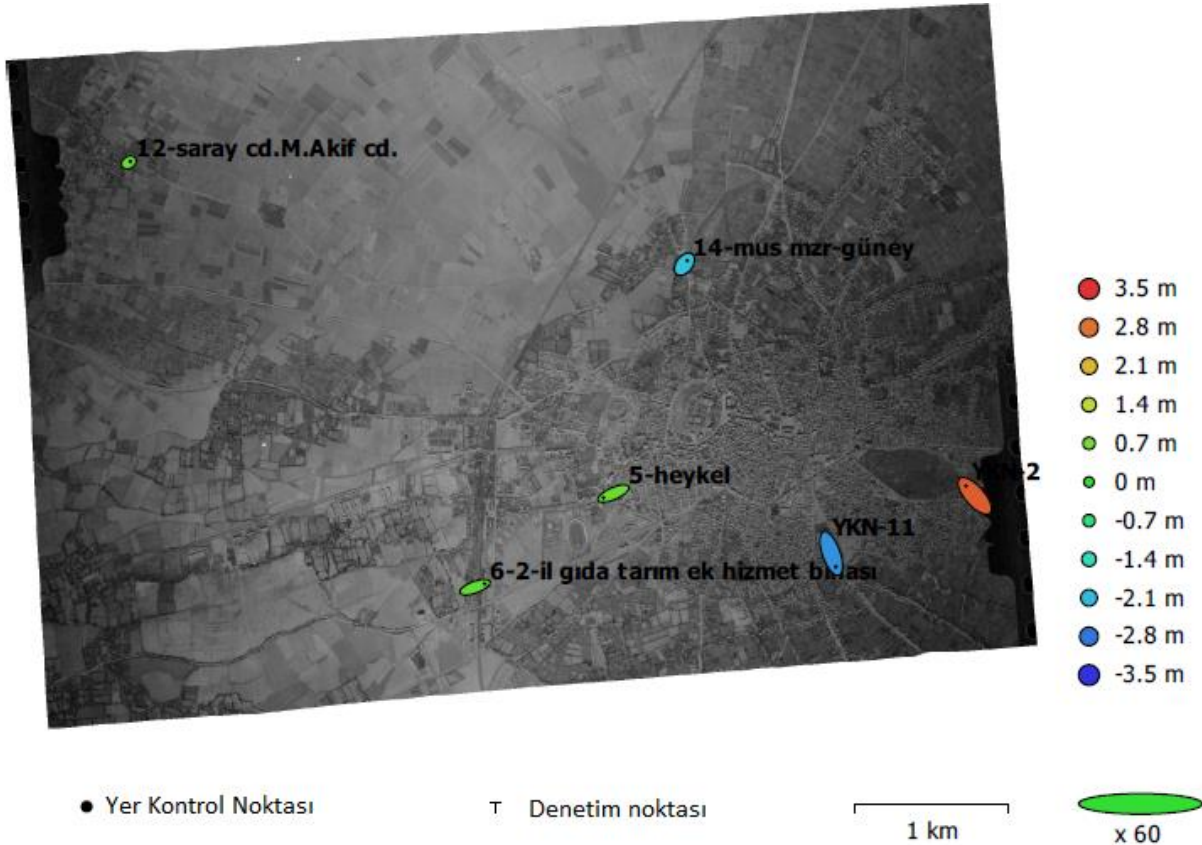 12-saray cd.M.Akif cd.
14-mus mzr-güney
5-heykel
YKN-2
YKN-11
6-2-il gıda tarım ek hizmet binası
3.5 m
2.8 m
2.1 m
1.4 m
0.7 m
0 m
-0.7 m
-1.4 m
-2.1 m
-2.8 m
-3.5 m
Yer Kontrol Noktası
Denetim noktası
1 km
x 60